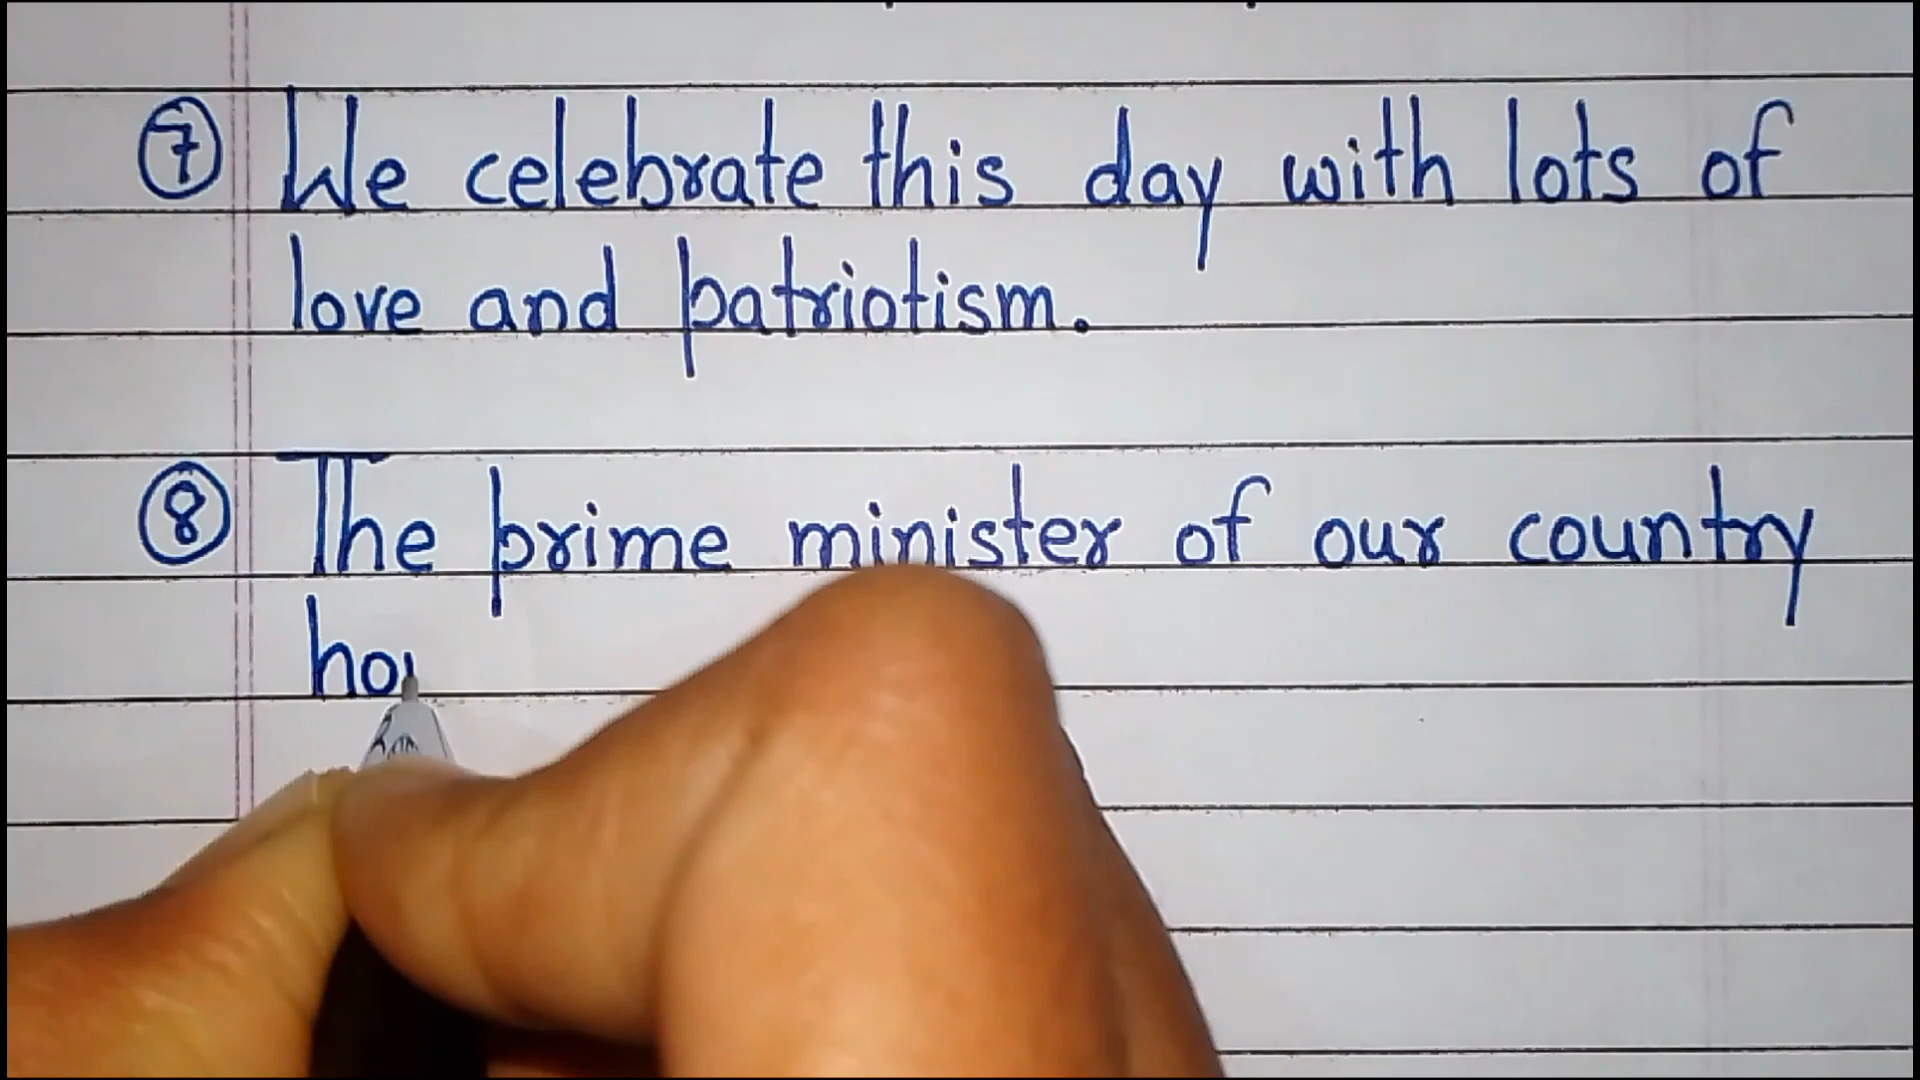 7 We celebrate this day with lots of
love and patriotism.
8 The prime minister of our country